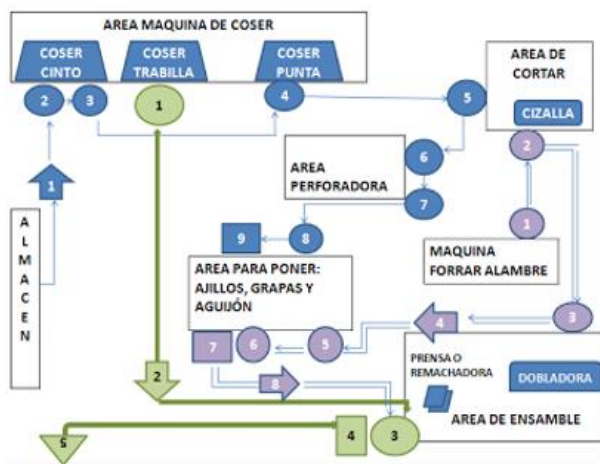 AREA MAQUINA DE COSER
COSER
CINTO
COSER
TRABILLA
COSER
PUNTA
2
3
1
4
5
AREA DE
CORTAR
CIZALLA
2
6
AREA
PERFORADORA
7
1
1
ALMACEN
9
8
MAQUINA
FORRAR ALAMBRE
AREA PARA PONER:
AJILLOS, GRAPAS Y
AGUIJÓN
7
6
5
4
3
2
8
PRENSA O
REMACHADORA
DOBLADORA
AREA DE ENSAMBLE
5
4
3